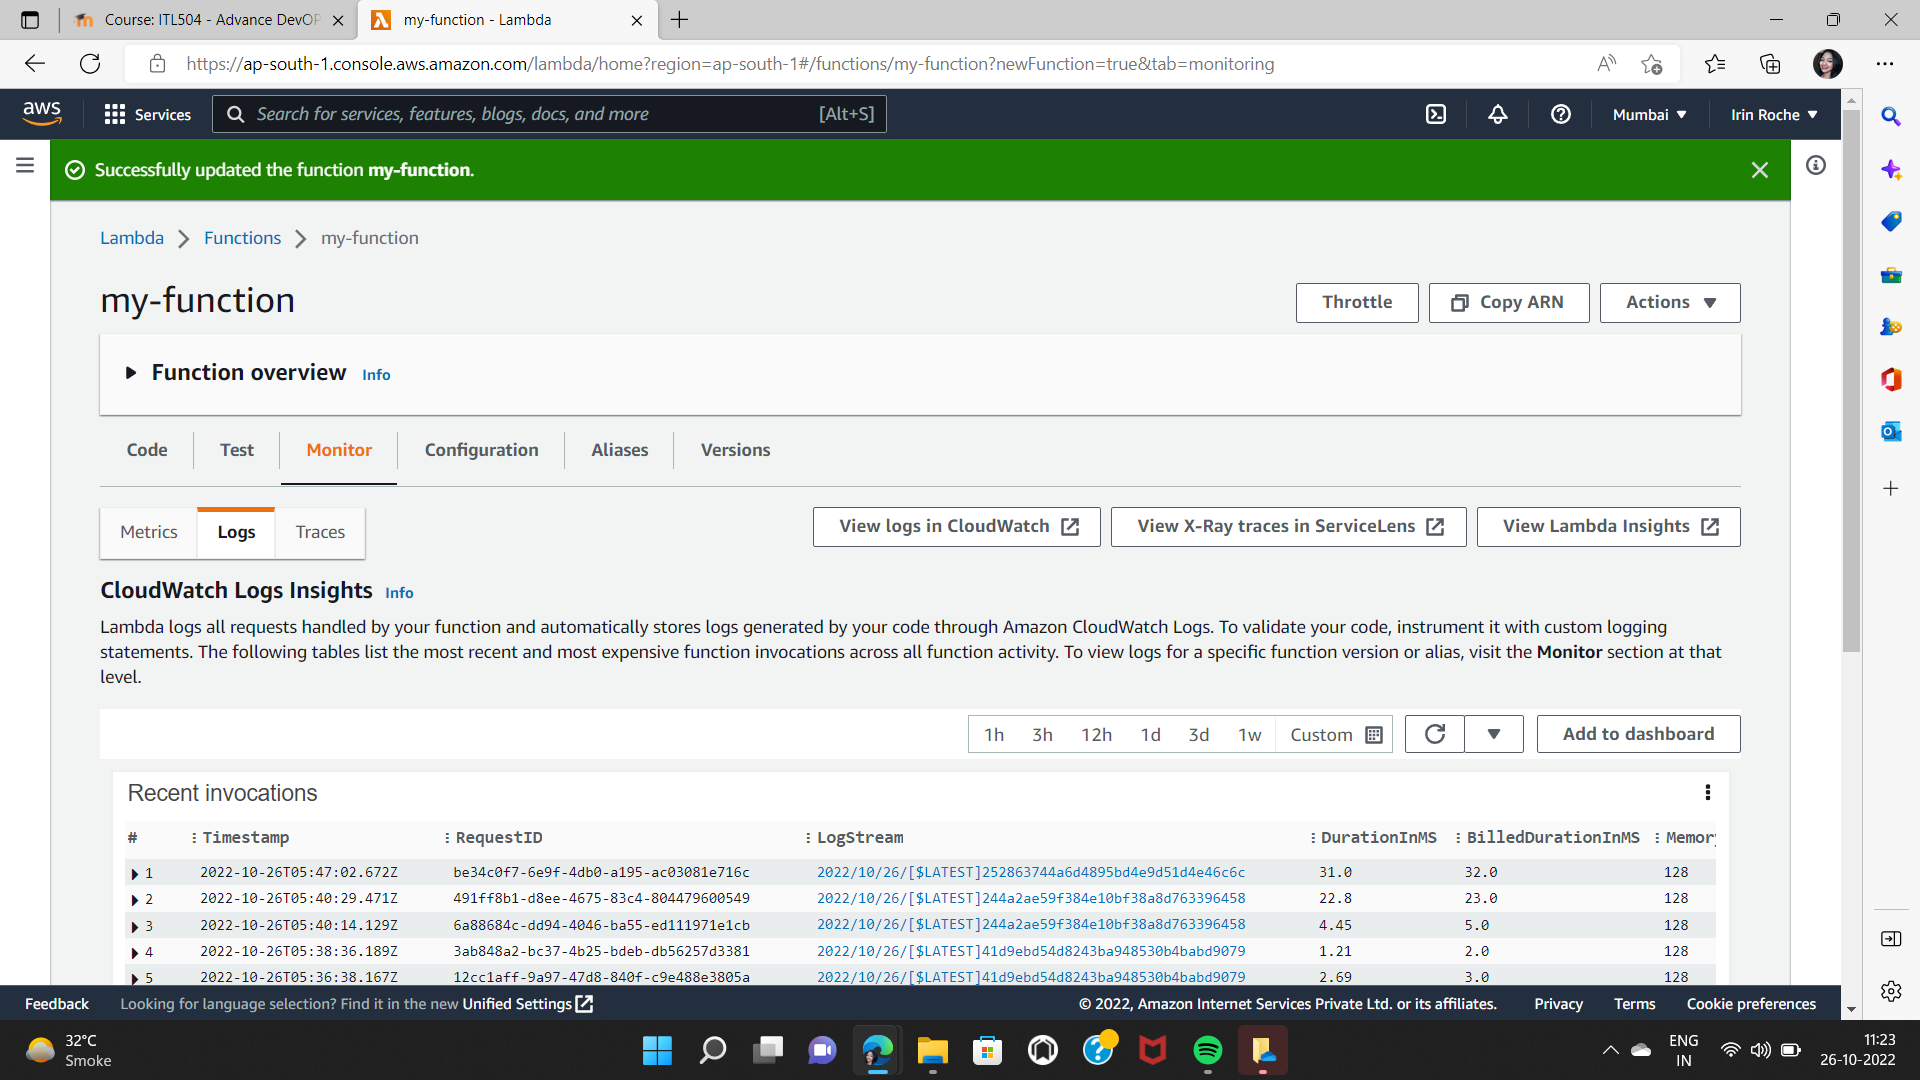 Course: ITL504 - Advance DevOP
my-function - Lambda
https://ap-south-1.console.aws.amazon.com/lambda/home?region=ap-south-1#/functions/my-function?newFunction=true&tab=monitoring
aws
Services
Search for services, features, blogs, docs, and more
[Alt+S]
Mumbai
Irin Roche
Successfully updated the function my-function.
Lambda
Functions
my-function
my-function
Throttle
Copy ARN
Actions
Function overview
Info
Code
Test
Monitor
Configuration
Aliases
Versions
Metrics
Logs
Traces
View logs in CloudWatch
View X-Ray traces in ServiceLens
View Lambda Insights
CloudWatch Logs Insights
Info
Lambda logs all requests handled by your function and automatically stores logs generated by your code through Amazon CloudWatch Logs. To validate your code, instrument it with custom logging
statements. The following tables list the most recent and most expensive function invocations across all function activity. To view logs for a specific function version or alias, visit the Monitor section at that
level.
1h 3h 12h 1d 3d 1w Custom
Add to dashboard
Recent invocations
# Timestamp RequestID LogStream DurationInMS BilledDurationInMS Memory
1 2022-10-26T05:47:02.672Z be34c0f7-6e9f-4db0-a195-ac03081e716c 2022/10/26/[$LATEST]252863744a6d4895bd4e9d51d4e46c6c 31.0 32.0 128
2 2022-10-26T05:40:29.471Z 491ff8b1-d8ee-4675-83c4-804479600549 2022/10/26/[$LATEST]244a2ae59f384e10bf38a8d763396458 22.8 23.0 128
3 2022-10-26T05:40:14.129Z 6a88684c-dd94-4046-ba55-ed111971e1cb 2022/10/26/[$LATEST]244a2ae59f384e10bf38a8d763396458 4.45 5.0 128
4 2022-10-26T05:38:36.189Z 3ab848a2-bc37-4b25-bdeb-db56257d3381 2022/10/26/[$LATEST]41d9ebd54d8243ba948530b4babd9079 1.21 2.0 128
5 2022-10-26T05:36:38.167Z 12cc1aff-9a97-47d8-840f-c9e488e3805a 2022/10/26/[$LATEST]41d9ebd54d8243ba948530b4babd9079 2.69 3.0 128
Feedback
Looking for language selection? Find it in the new Unified Settings
© 2022, Amazon Internet Services Private Ltd. or its affiliates.
Privacy
Terms
Cookie preferences
32°C
Smoke
ENG
IN
11:23
26-10-2022